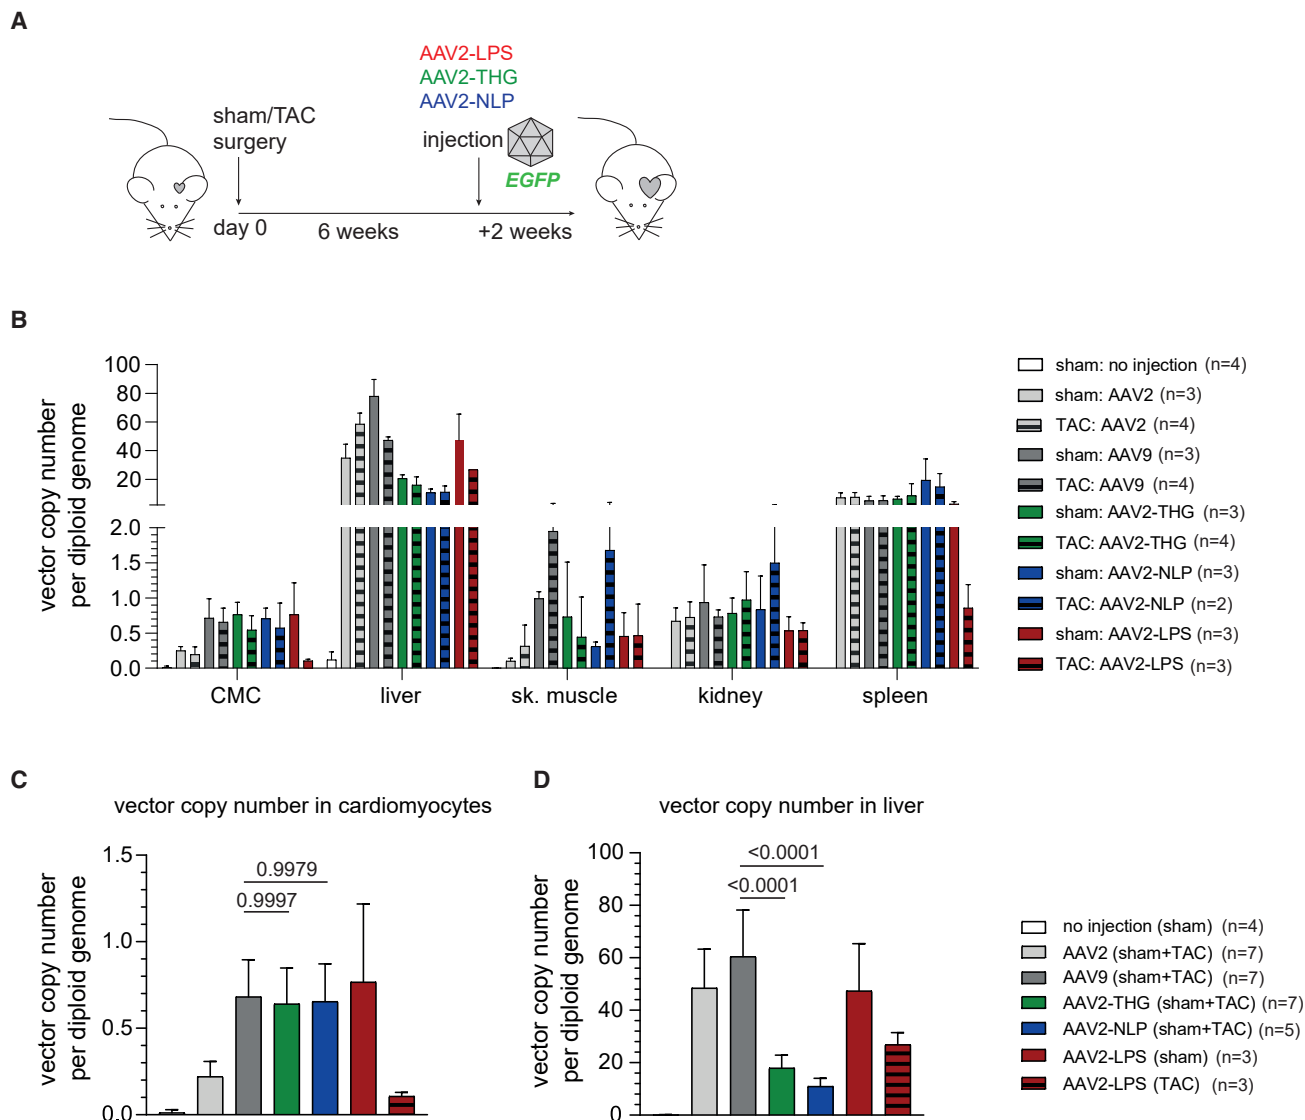 A
AAV2-LPS
AAV2-THG
AAV2-NLP
sham/TAC
surgery
injection
EGFP
day 0
6 weeks
+2 weeks
B
vector copy number
per diploid genome
100
80
60
40
20
2.0
1.5
1.0
0.5
0.0
CMC
liver
sk. muscle
kidney
spleen
sham: no injection (n=4)
sham: AAV2 (n=3)
TAC: AAV2 (n=4)
sham: AAV9 (n=3)
TAC: AAV9 (n=4)
sham: AAV2-THG (n=3)
TAC: AAV2-THG (n=4)
sham: AAV2-NLP (n=3)
TAC: AAV2-NLP (n=2)
sham: AAV2-LPS (n=3)
TAC: AAV2-LPS (n=3)
C
vector copy number in cardiomyocytes
vector copy number
per diploid genome
1.5
1.0
0.5
0.0
0.9979
0.9997
D
vector copy number in liver
vector copy number
per diploid genome
100
80
60
40
20
0
<0.0001
<0.0001
no injection (sham) (n=4)
AAV2 (sham+TAC) (n=7)
AAV9 (sham+TAC) (n=7)
AAV2-THG (sham+TAC) (n=7)
AAV2-NLP (sham+TAC) (n=5)
AAV2-LPS (sham) (n=3)
AAV2-LPS (TAC) (n=3)